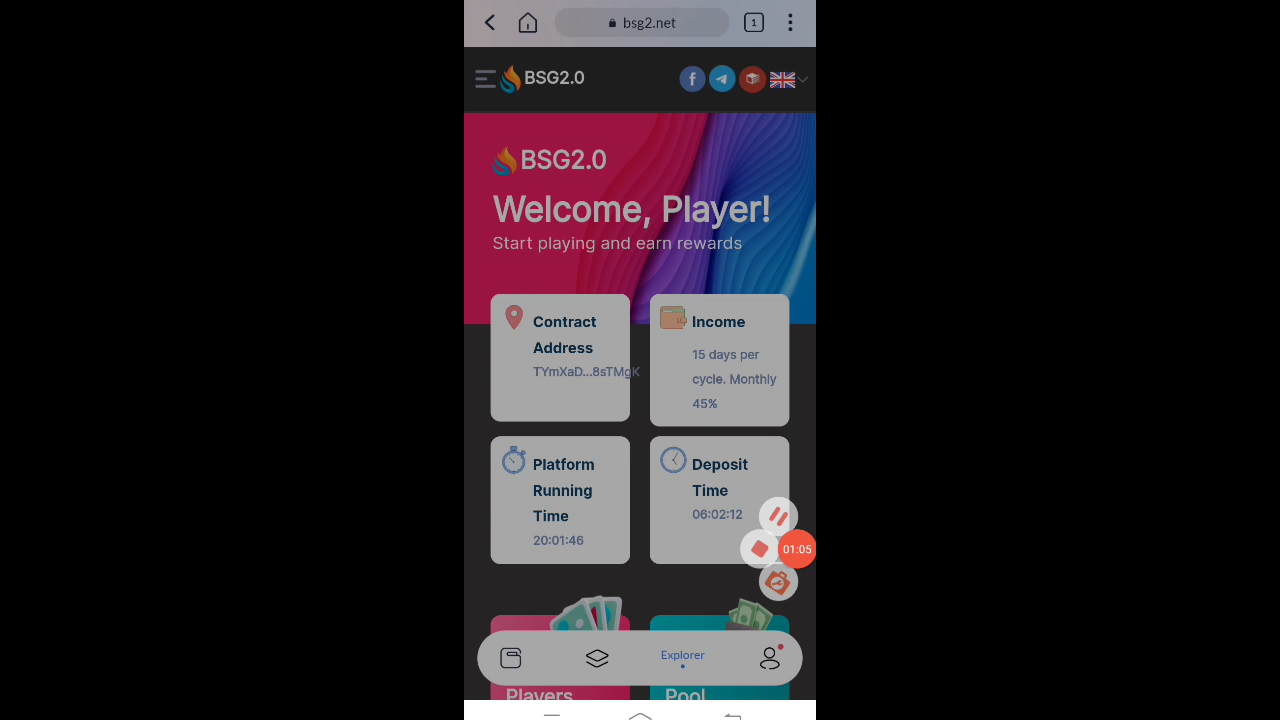 bsg2.net
1
BSG2.0
BSG2.0
Welcome, Player!
Start playing and earn rewards
Contract
Address
TYmXaD...8sTMgK
Income
15 days per
cycle. Monthly
45%
Platform
Running
Time
20:01:46
Deposit
Time
06:02:12
01:05
Explorer
Players
Pool